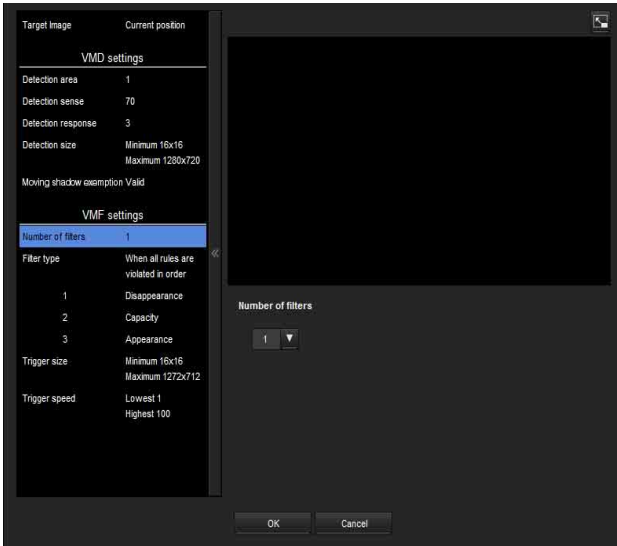 Target Image Current position
VMD settings
Detection area 1
Detection sense 70
Detection response 3
Detection size Minimum 16x16
Maximum 1280x720
Moving shadow exemption Valid
VMF settings
Number of filters 1
Filter type When all rules are
violated in order
1 Disappearance
2 Capacity
3 Appearance
Trigger size Minimum 16x16
Maximum 1272x712
Trigger speed Lowest 1
Highest 100
«
Number of filters
1 ▼
OK Cancel